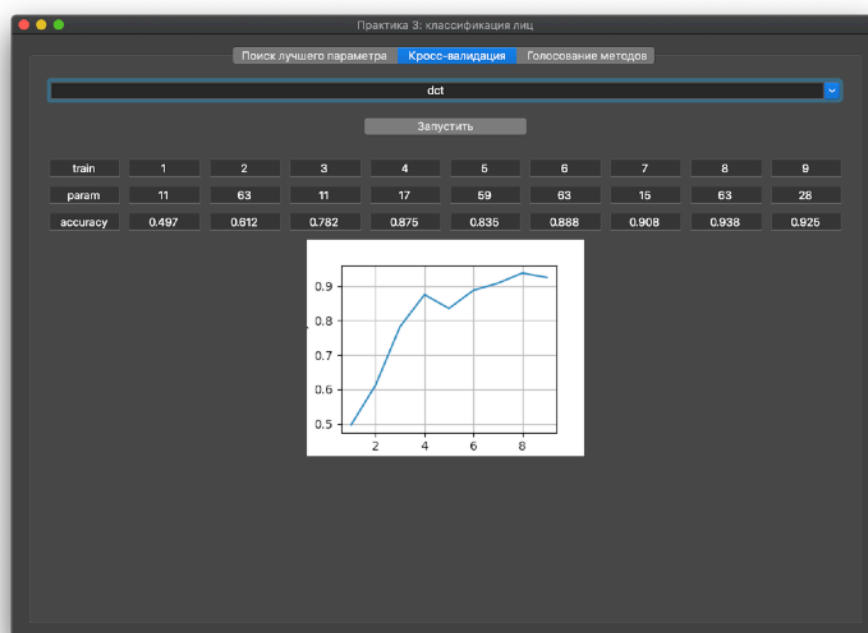 Практика 3: классификация лиц
Поиск лучшего параметра Кросс-валидация Голосование методов
dct
Запустить
train 1 2 3 4 5 6 7 8 9
param 11 63 11 17 59 63 15 63 28
accuracy 0.497 0.612 0.782 0.875 0.835 0.888 0.908 0.938 0.925
0.9
0.8
0.7
0.6
0.5
2 4 6 8